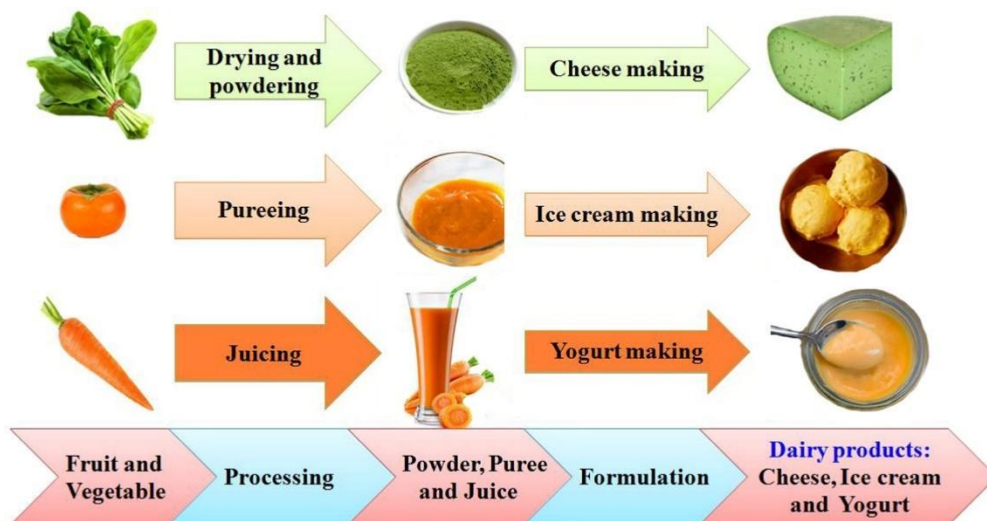 Drying and
powdering
Cheese making
Pureeing
Ice cream making
Juicing
Yogurt making
Fruit and
Vegetable
Processing
Powder, Puree
and Juice
Formulation
Dairy products:
Cheese, Ice cream
and Yogurt